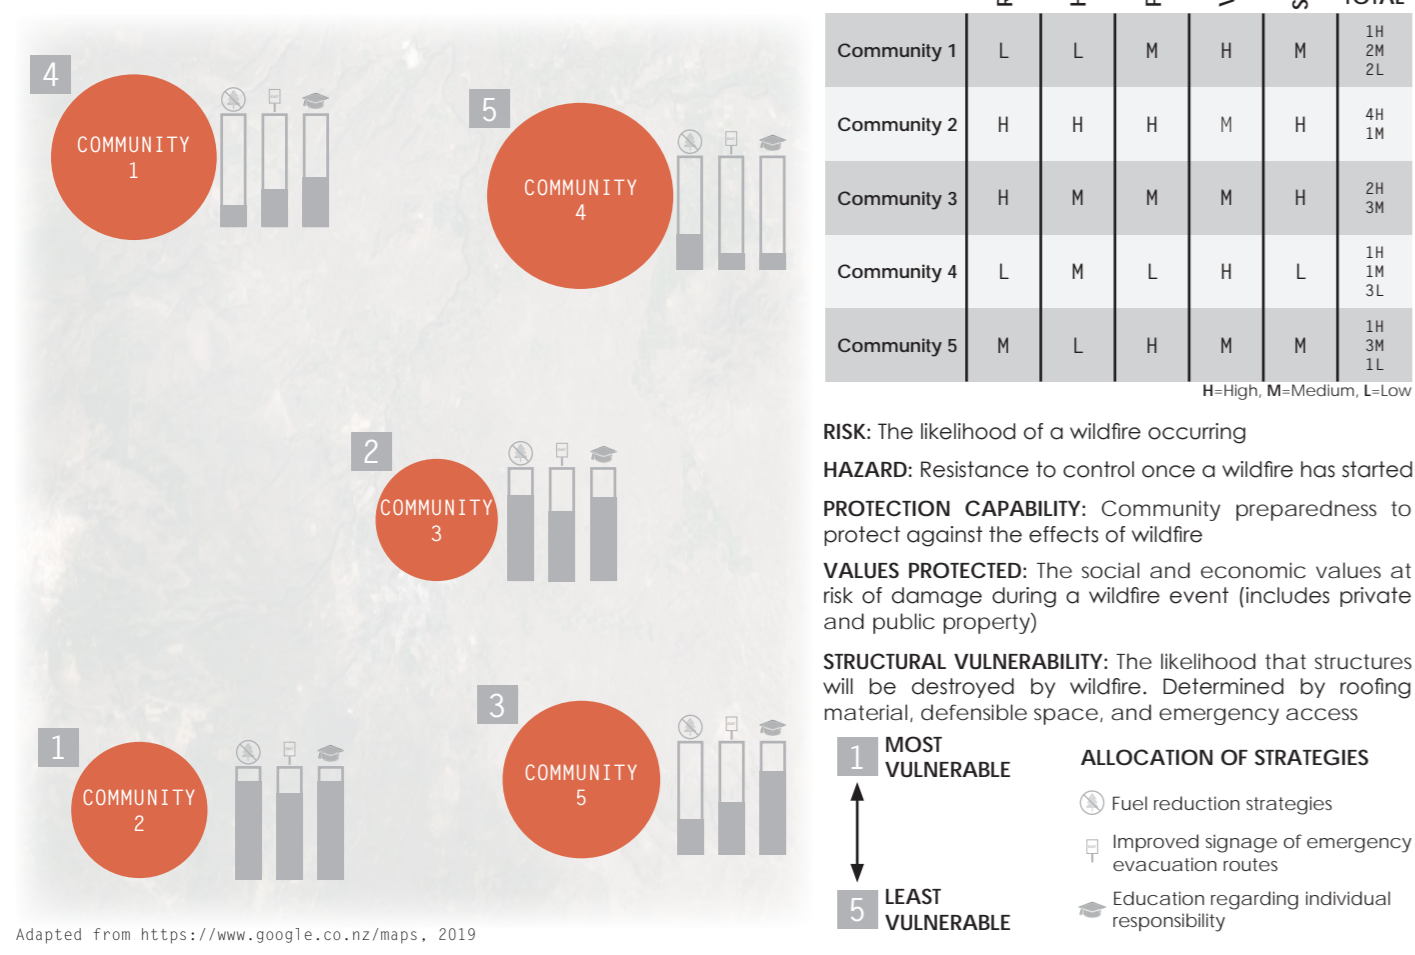 TOTAL
4
COMMUNITY
1
5
COMMUNITY
4
2
COMMUNITY
3
1
COMMUNITY
2
3
COMMUNITY
5
Adapted from https://www.google.co.nz/maps, 2019
Community 1 L L M H M 1H
2M
2L
Community 2 H H H M H 4H
1M
Community 3 H M M M H 2H
3M
Community 4 L M L H L 1H
1M
3L
Community 5 M L H M M 1H
3M
1L
H=High, M=Medium, L=Low
RISK: The likelihood of a wildfire occurring
HAZARD: Resistance to control once a wildfire has started
PROTECTION CAPABILITY: Community preparedness to
protect against the effects of wildfire
VALUES PROTECTED: The social and economic values at
risk of damage during a wildfire event (includes private
and public property)
STRUCTURAL VULNERABILITY: The likelihood that structures
will be destroyed by wildfire. Determined by roofing
material, defensible space, and emergency access
1 MOST
VULNERABLE
5 LEAST
VULNERABLE
ALLOCATION OF STRATEGIES
Fuel reduction strategies
Improved signage of emergency
evacuation routes
Education regarding individual
responsibility